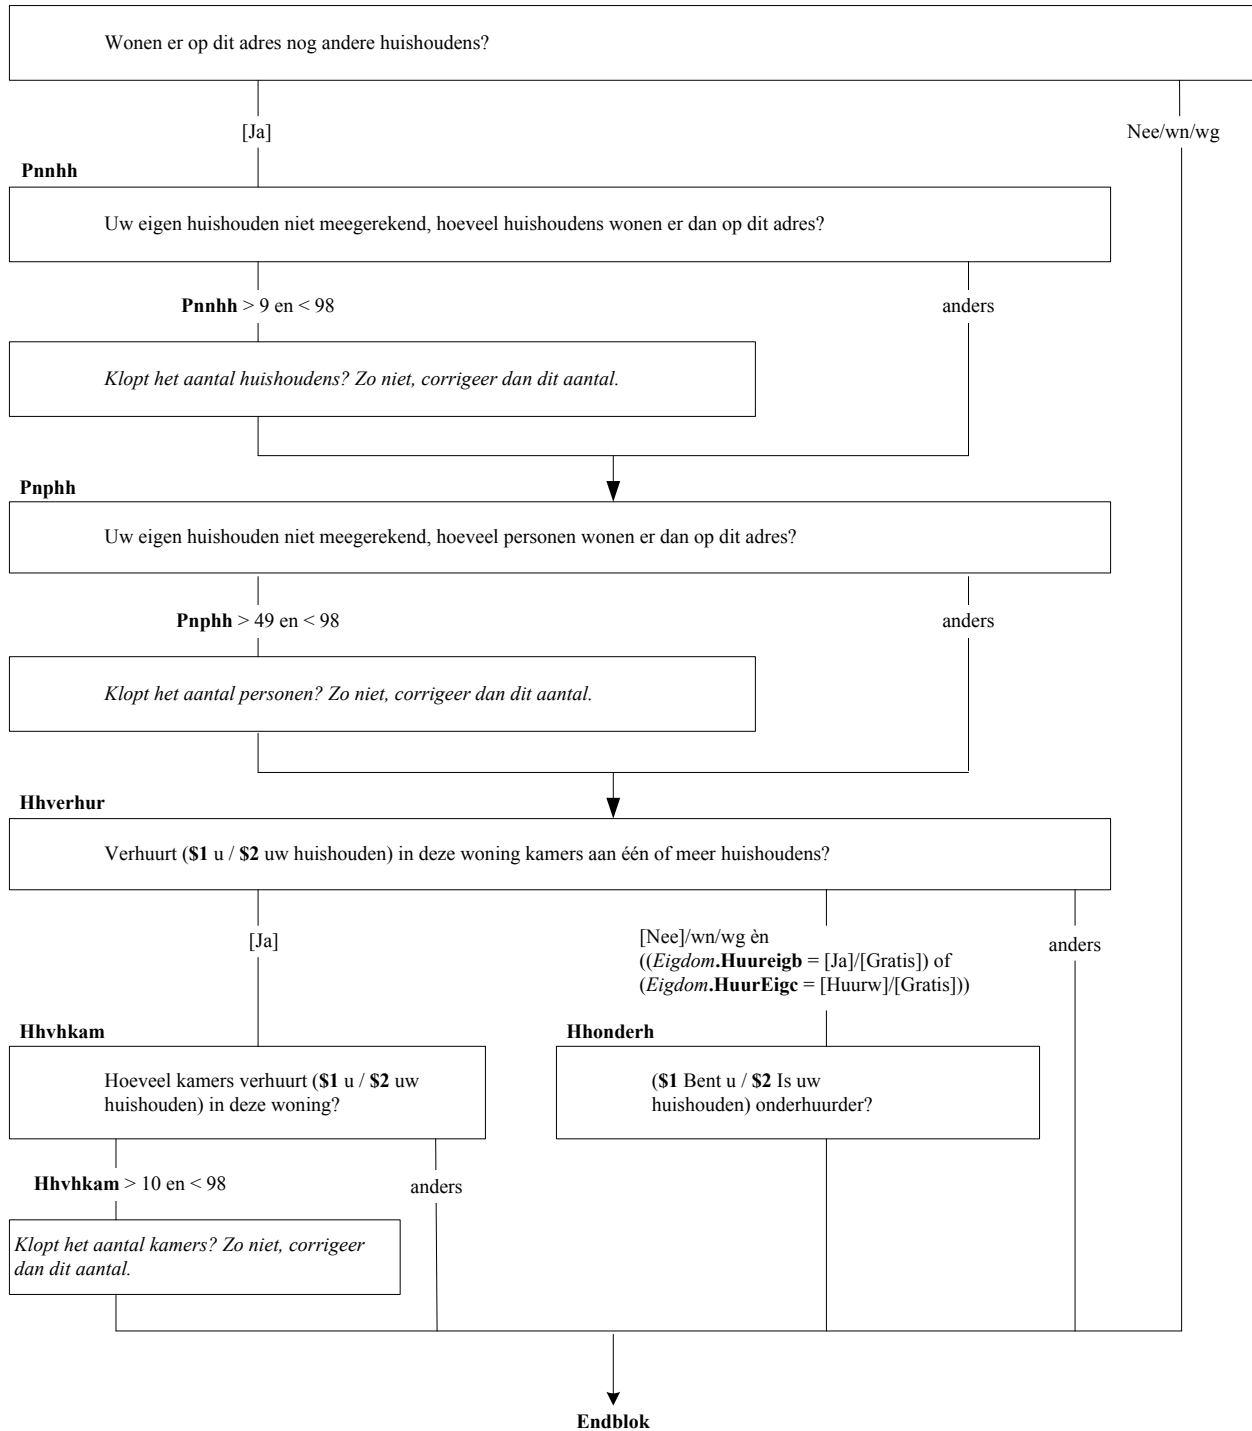 Wonen er op dit adres nog andere huishoudens?
[Ja]
Nee/wn/wg
Pnnhh
Uw eigen huishouden niet meegerekend, hoeveel huishoudens wonen er dan op dit adres?
Pnnhh > 9 en < 98
anders
Klopt het aantal huishoudens? Zo niet, corrigeer dan dit aantal.
Pnphh
Uw eigen huishouden niet meegerekend, hoeveel personen wonen er dan op dit adres?
Pnphh > 49 en < 98
anders
Klopt het aantal personen? Zo niet, corrigeer dan dit aantal.
Hhverhur
Verhuurt ($1 u / $2 uw huishouden) in deze woning kamers aan één of meer huishoudens?
[Ja]
[Nee]/wn/wg èn
((Eigdom.Huureigb = [Ja]/[Gratis]) of
(Eigdom.HuurEigc = [Huurw]/[Gratis]))
anders
Hhvhkam
Hoeveel kamers verhuurt ($1 u / $2 uw
huishouden) in deze woning?
Hhonderh
($1 Bent u / $2 Is uw
huishouden) onderhuurder?
Hhvhkam > 10 en < 98
anders
Klopt het aantal kamers? Zo niet, corrigeer
dan dit aantal.
Endblok